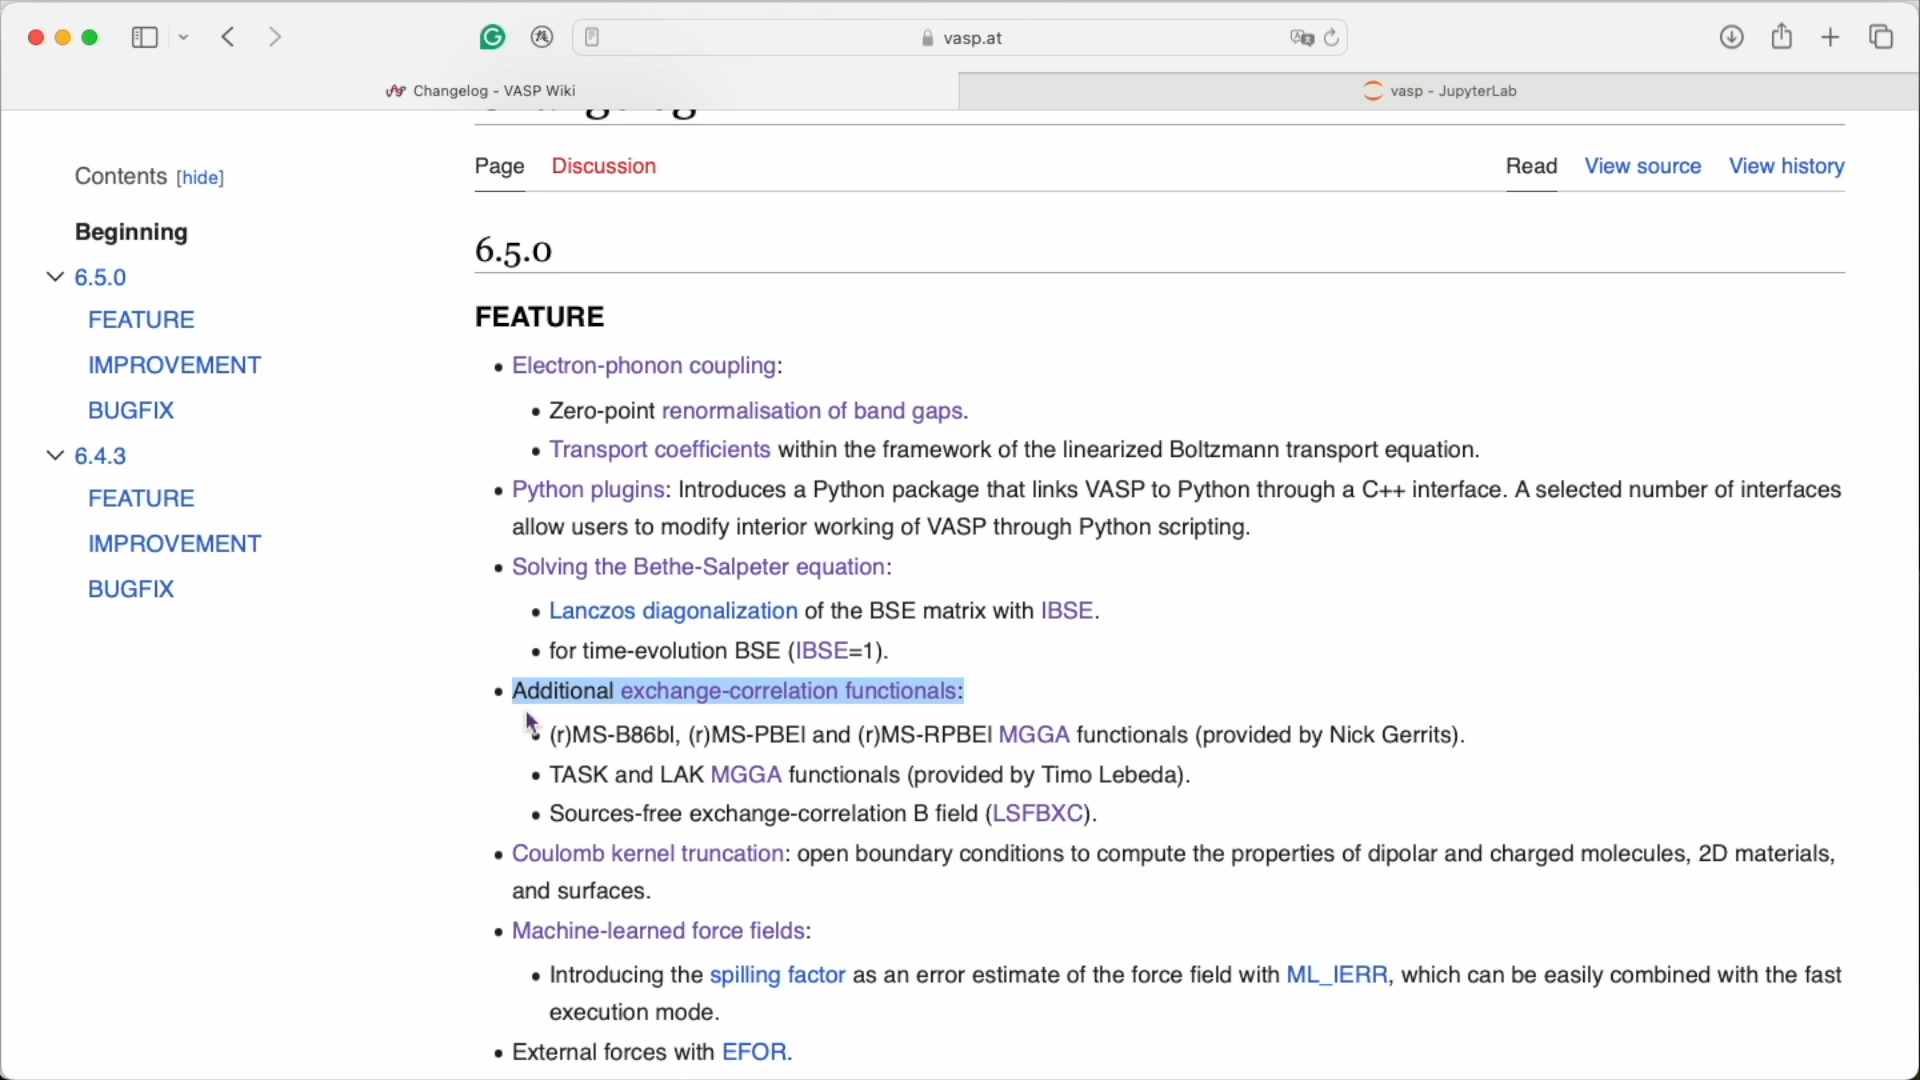 vasp.at
Changelog - VASP Wiki
vasp - JupyterLab
Contents [hide]
Beginning
6.5.0
FEATURE
IMPROVEMENT
BUGFIX
6.4.3
FEATURE
IMPROVEMENT
BUGFIX
Changelog
Page Discussion Read View source View history
6.5.0
FEATURE
• Electron-phonon coupling:
• Zero-point renormalisation of band gaps.
• Transport coefficients within the framework of the linearized Boltzmann transport equation.
• Python plugins: Introduces a Python package that links VASP to Python through a C++ interface. A selected number of interfaces
allow users to modify interior working of VASP through Python scripting.
• Solving the Bethe-Salpeter equation:
• Lanczos diagonalization of the BSE matrix with IBSE.
• for time-evolution BSE (IBSE=1).
• Additional exchange-correlation functionals:
• (r)MS-B86bl, (r)MS-PBEl and (r)MS-RPBEl MGGA functionals (provided by Nick Gerrits).
• TASK and LAK MGGA functionals (provided by Timo Lebeda).
• Sources-free exchange-correlation B field (LSFBXC).
• Coulomb kernel truncation: open boundary conditions to compute the properties of dipolar and charged molecules, 2D materials,
and surfaces.
• Machine-learned force fields:
• Introducing the spilling factor as an error estimate of the force field with ML_IERR, which can be easily combined with the fast
execution mode.
• External forces with EFOR.